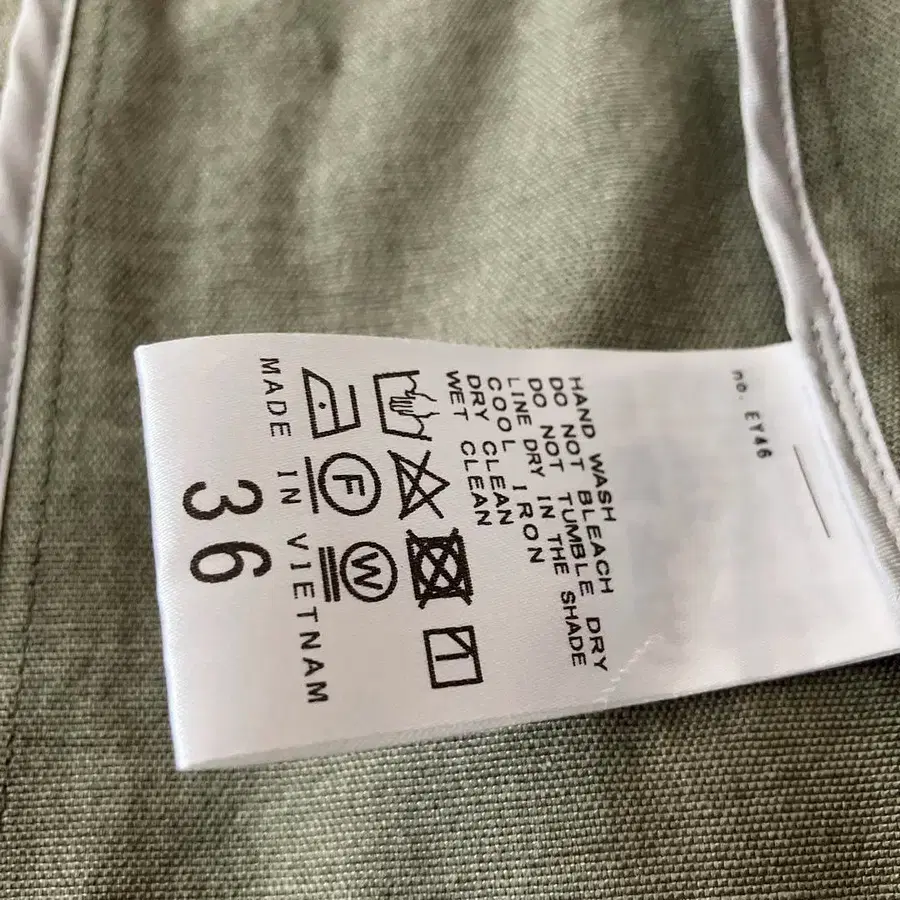 no. EY46
HAND WASH
DO NOT BLEACH
DO NOT TUMBLE DRY
LINE DRY IN THE SHADE
COOL IRON
DRY CLEAN
WET CLEAN
F W
MADE IN VIETNAM
36